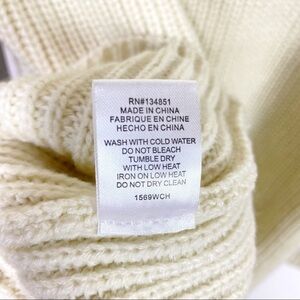 RN#134851
MADE IN CHINA
FABRIQUE EN CHINE
HECHO EN CHINA
WASH WITH COLD WATER
DO NOT BLEACH
TUMBLE DRY
WITH LOW HEAT
IRON ON LOW HEAT
DO NOT DRY CLEAN
1569WCH